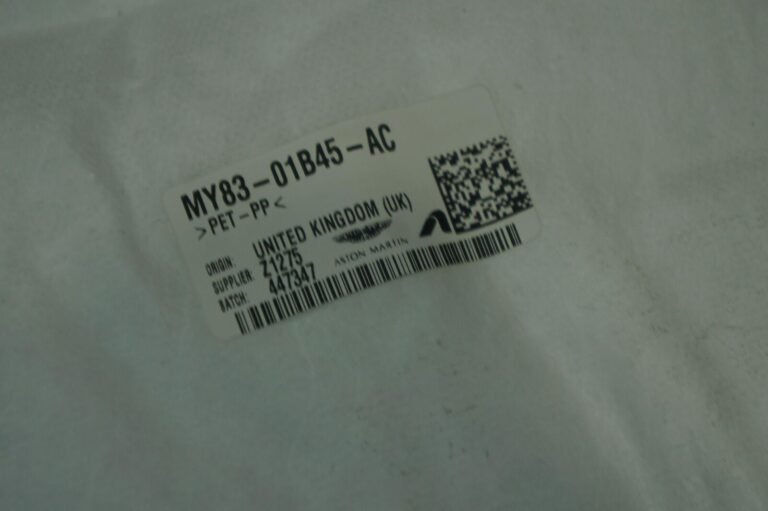 MY83-01B45-AC
>PET-PP<
ORIGIN: UNITED KINGDOM (UK)
SUPPLIER: Z1275
BATCH: 447347
ASTON MARTIN